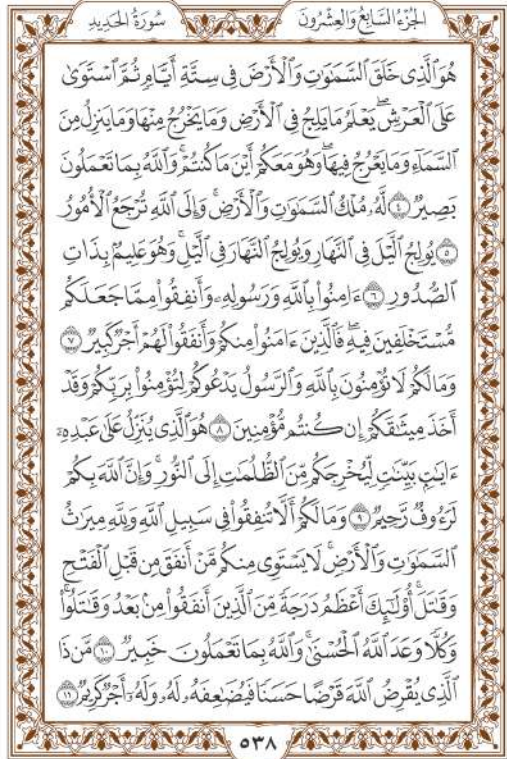 الجُزْءُ السَّابِعُ وَالعِشْرُونَ
سُورَةُ الحَدِيدِ
هُوَ ٱلَّذِى خَلَقَ ٱلسَّمَٰوَٰتِ وَٱلْأَرْضَ فِى سِتَّةِ أَيَّامٍ ثُمَّ ٱسْتَوَىٰ
عَلَى ٱلْعَرْشِ ۚ يَعْلَمُ مَا يَلِجُ فِى ٱلْأَرْضِ وَمَا يَخْرُجُ مِنْهَا وَمَا يَنزِلُ مِنَ
ٱلسَّمَآءِ وَمَا يَعْرُجُ فِيهَا ۖ وَهُوَ مَعَكُمْ أَيْنَ مَا كُنتُمْ ۚ وَٱللَّهُ بِمَا تَعْمَلُونَ
بَصِيرٌ ٤ لَّهُۥ مُلْكُ ٱلسَّمَٰوَٰتِ وَٱلْأَرْضِ ۚ وَإِلَى ٱللَّهِ تُرْجَعُ ٱلْأُمُورُ
٥ يُولِجُ ٱلَّيْلَ فِى ٱلنَّهَارِ وَيُولِجُ ٱلنَّهَارَ فِى ٱلَّيْلِ ۚ وَهُوَ عَلِيمٌۢ بِذَاتِ
ٱلصُّدُورِ ٦ ءَامِنُوا۟ بِٱللَّهِ وَرَسُولِهِۦ وَأَنفِقُوا۟ مِمَّا جَعَلَكُم
مُّسْتَخْلَفِينَ فِيهِ ۖ فَٱلَّذِينَ ءَامَنُوا۟ مِنكُمْ وَأَنفَقُوا۟ لَهُمْ أَجْرٌ كَبِيرٌ ٧
وَمَا لَكُمْ لَا تُؤْمِنُونَ بِٱللَّهِ ۙ وَٱلرَّسُولُ يَدْعُوكُمْ لِتُؤْمِنُوا۟ بِرَبِّكُمْ وَقَدْ
أَخَذَ مِيثَٰقَكُمْ إِن كُنتُم مُّؤْمِنِينَ ٨ هُوَ ٱلَّذِى يُنَزِّلُ عَلَىٰ عَبْدِهِۦٓ
ءَايَٰتٍۭ بَيِّنَٰتٍ لِّيُخْرِجَكُم مِّنَ ٱلظُّلُمَٰتِ إِلَى ٱلنُّورِ ۚ وَإِنَّ ٱللَّهَ بِكُمْ
لَرَءُوفٌ رَّحِيمٌ ٩ وَمَا لَكُمْ أَلَّا تُنفِقُوا۟ فِى سَبِيلِ ٱللَّهِ وَلِلَّهِ مِيرَٰثُ
ٱلسَّمَٰوَٰتِ وَٱلْأَرْضِ ۚ لَا يَسْتَوِى مِنكُم مَّنْ أَنفَقَ مِن قَبْلِ ٱلْفَتْحِ
وَقَٰتَلَ ۚ أُو۟لَٰٓئِكَ أَعْظَمُ دَرَجَةً مِّنَ ٱلَّذِينَ أَنفَقُوا۟ مِنۢ بَعْدُ وَقَٰتَلُوا۟ ۚ
وَكُلًّا وَعَدَ ٱللَّهُ ٱلْحُسْنَىٰ ۚ وَٱللَّهُ بِمَا تَعْمَلُونَ خَبِيرٌ ١٠ مَّن ذَا
ٱلَّذِى يُقْرِضُ ٱللَّهَ قَرْضًا حَسَنًا فَيُضَٰعِفَهُۥ لَهُۥ وَلَهُۥٓ أَجْرٌ كَرِيمٌ ١١
٥٣٨